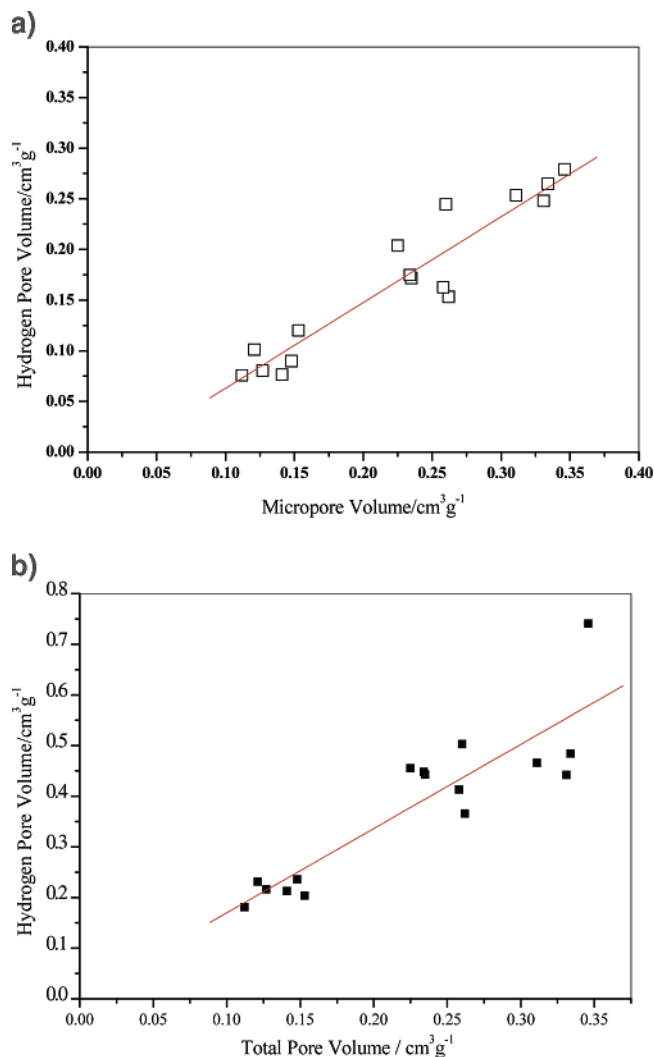 a)
0.40
0.35
0.30
0.25
0.20
0.15
0.10
0.05
0.00
Hydrogen Pore Volume/cm³g⁻¹
0.00 0.05 0.10 0.15 0.20 0.25 0.30 0.35 0.40
Micropore Volume/cm³g⁻¹
b)
0.8
0.7
0.6
0.5
0.4
0.3
0.2
0.1
0.0
Hydrogen Pore Volume/cm³g⁻¹
0.00 0.05 0.10 0.15 0.20 0.25 0.30 0.35
Total Pore Volume / cm³g⁻¹